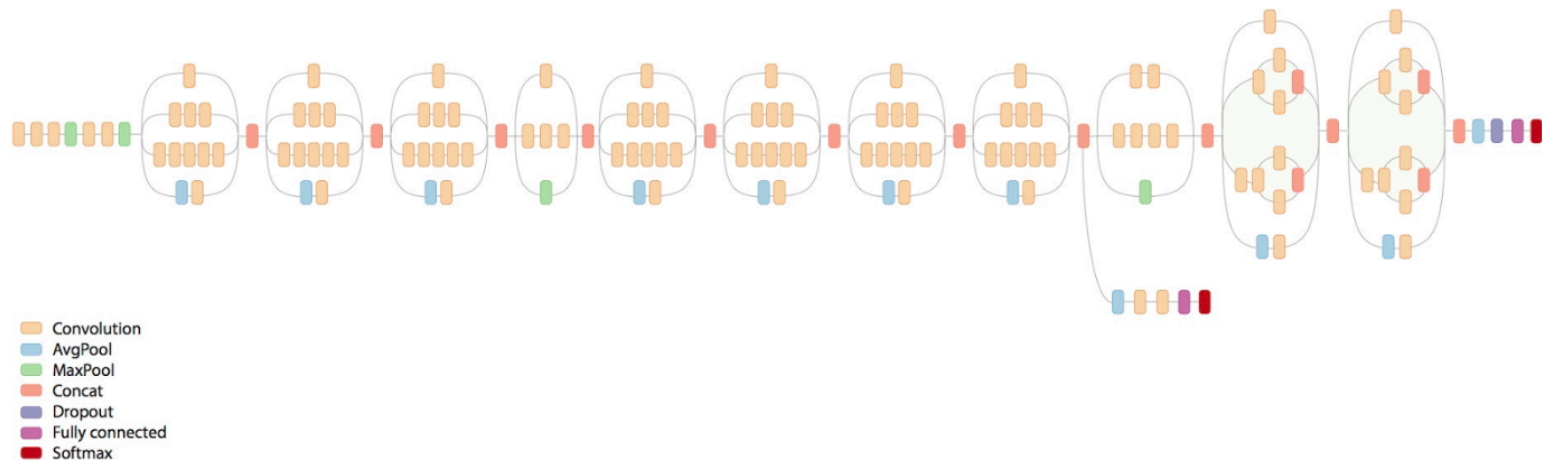 Convolution
AvgPool
MaxPool
Concat
Dropout
Fully connected
Softmax